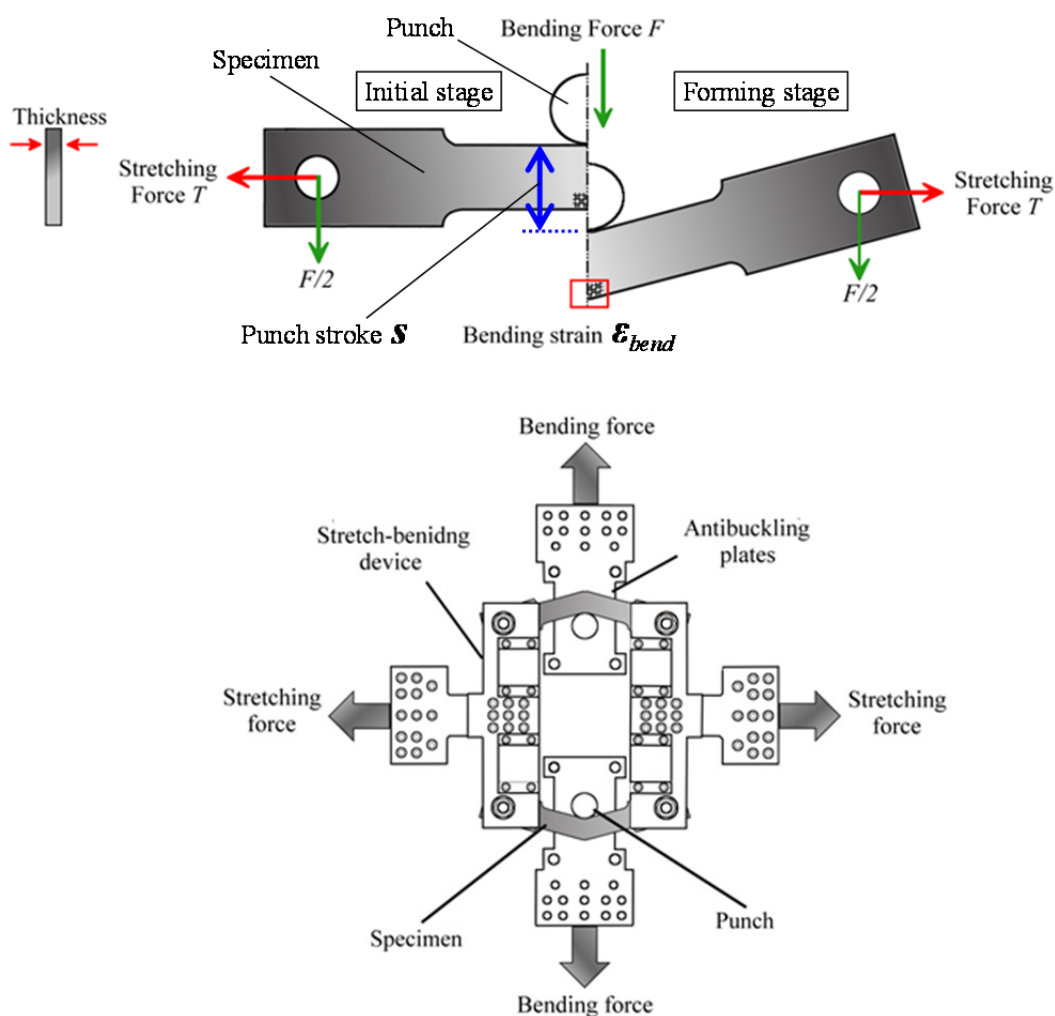 Punch
Bending Force F
Specimen
Initial stage
Forming stage
Thickness
Stretching
Force T
Stretching
Force T
F/2
F/2
Punch stroke s
Bending strain ε_bend
Bending force
Stretch-benidng
device
Antibuckling
plates
Stretching
force
Stretching
force
Specimen
Punch
Bending force